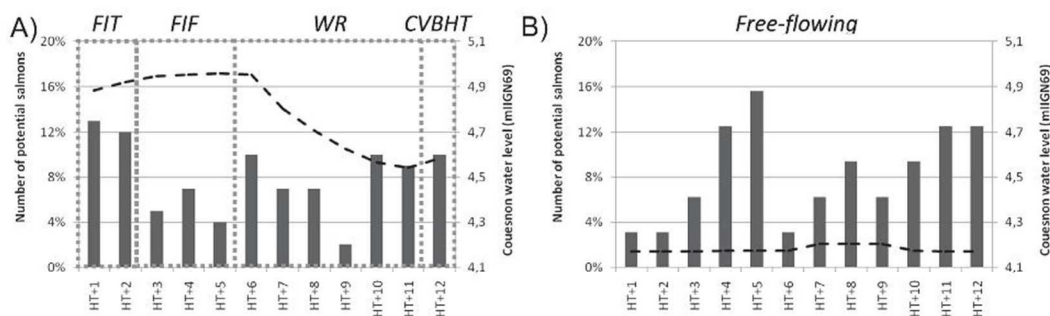 A)
FIT FIF WR CVBHT
Number of potential salmons
20%
16%
12%
8%
4%
0%
5,1
4,9
4,7
4,5
4,3
4,1
Couesnon water level (mIIGN69)
HT+1
HT+2
HT+3
HT+4
HT+5
HT+6
HT+7
HT+8
HT+9
HT+10
HT+11
HT+12
B)
Free-flowing
Number of potential salmons
20%
16%
12%
8%
4%
0%
5,1
4,9
4,7
4,5
4,3
4,1
Couesnon water level (mIIGN69)
HT+1
HT+2
HT+3
HT+4
HT+5
HT+6
HT+7
HT+8
HT+9
HT+10
HT+11
HT+12